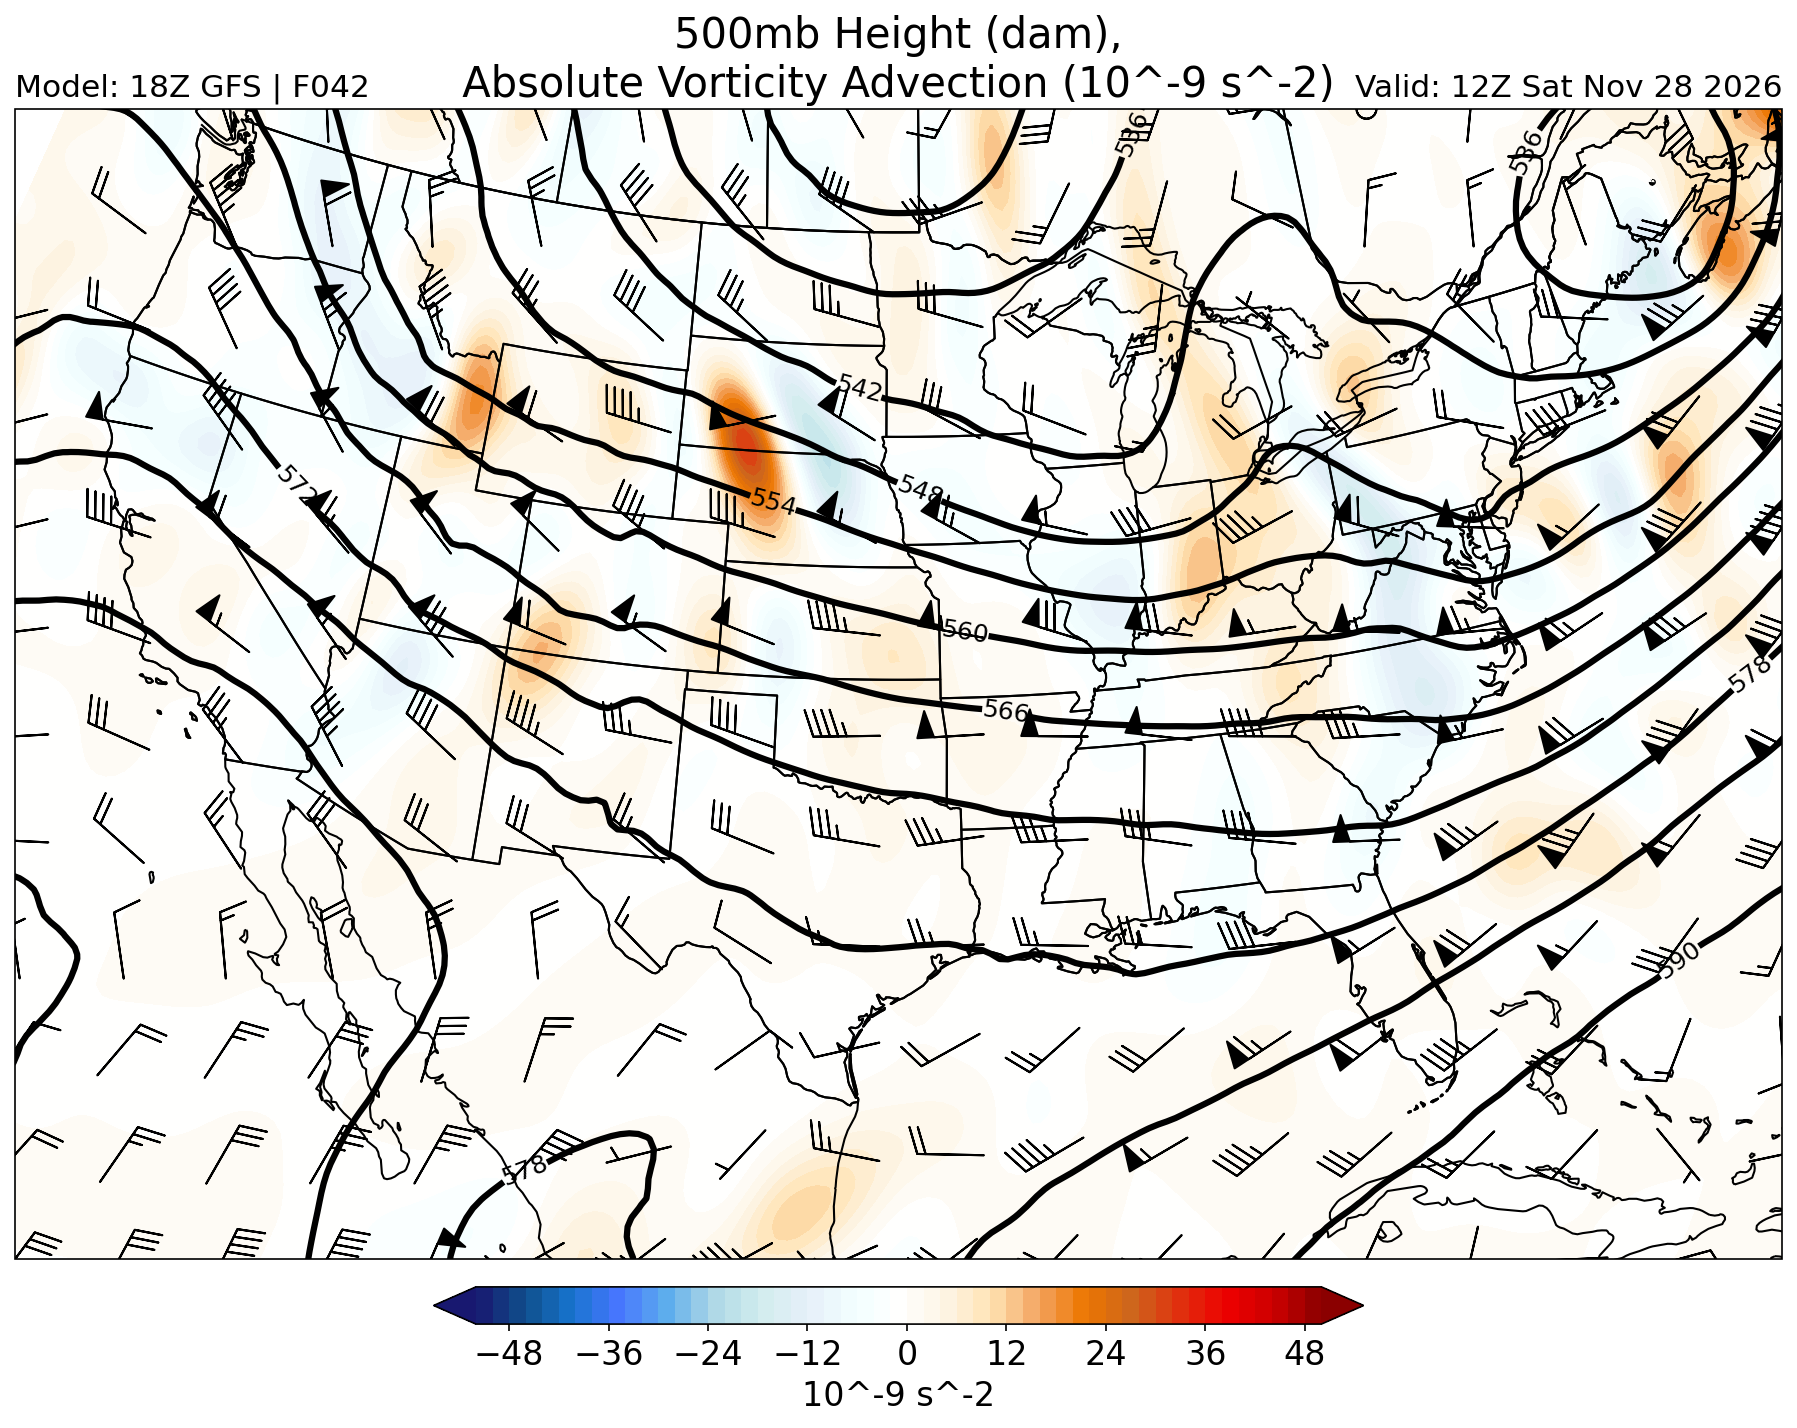 500mb Height (dam),
Model: 18Z GFS | F042
Absolute Vorticity Advection (10^-9 s^-2)
Valid: 12Z Sat Nov 28 2026
536
536
542
572
548
554
560
566
578
590
578
−48 −36 −24 −12 0 12 24 36 48
10^-9 s^-2